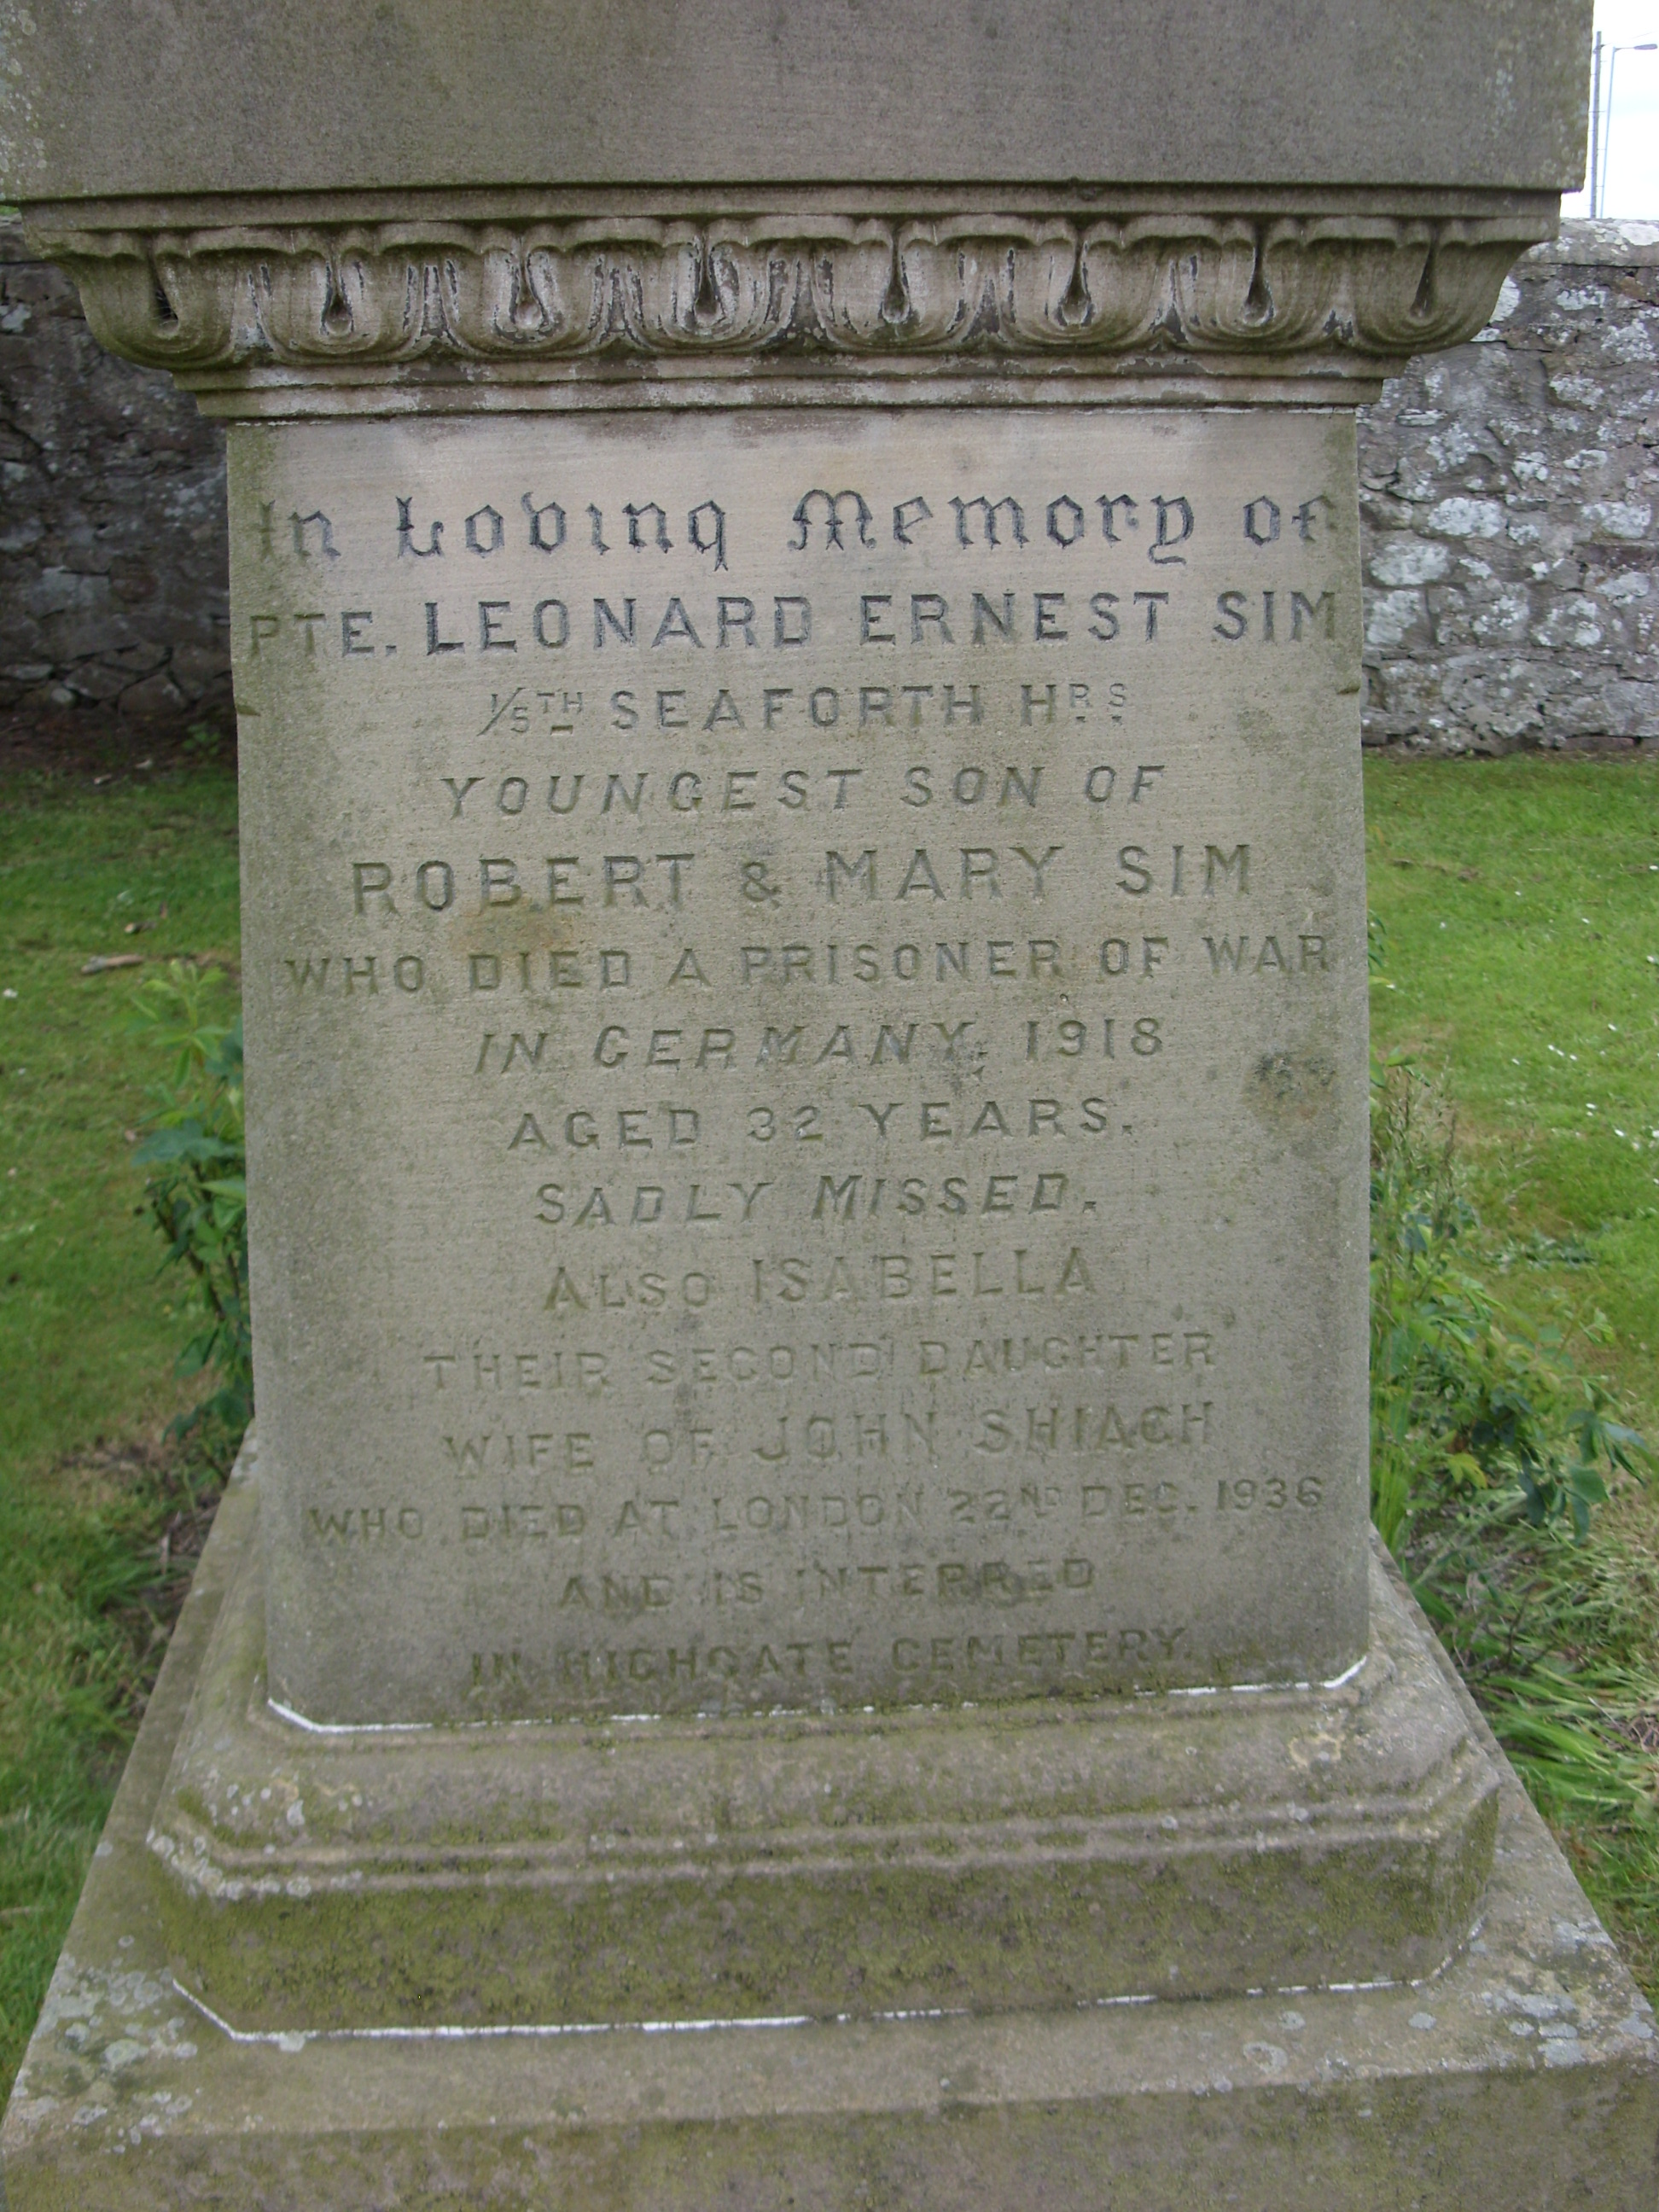 In Loving Memory of
PTE. LEONARD ERNEST SIM
1/5TH SEAFORTH HRS
YOUNGEST SON OF
ROBERT & MARY SIM
WHO DIED A PRISONER OF WAR
IN GERMANY, 1918
AGED 32 YEARS.
SADLY MISSED.
ALSO ISABELLA
THEIR SECOND DAUGHTER
WIFE OF JOHN SHIACH
WHO DIED AT LONDON 22ND DEC. 1936
AND IS INTERRED
IN HIGHGATE CEMETERY.